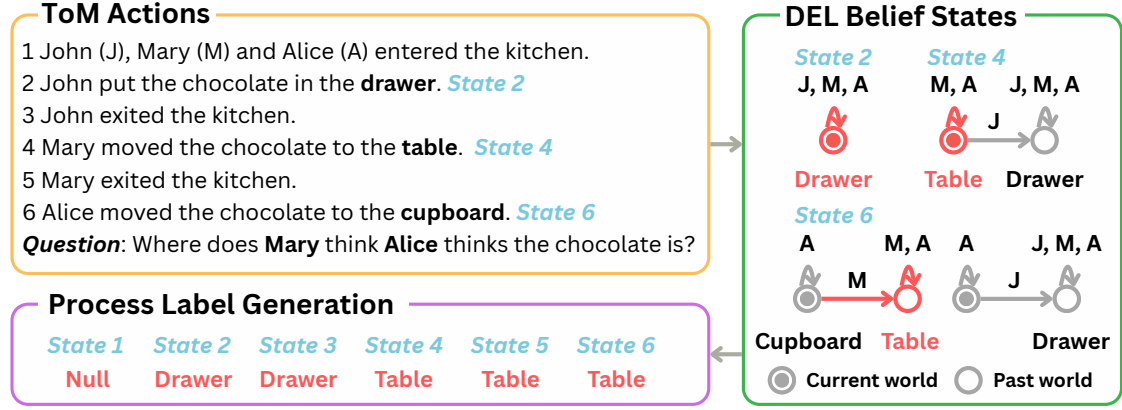 ToM Actions
1 John (J), Mary (M) and Alice (A) entered the kitchen.
2 John put the chocolate in the drawer. State 2
3 John exited the kitchen.
4 Mary moved the chocolate to the table. State 4
5 Mary exited the kitchen.
6 Alice moved the chocolate to the cupboard. State 6
Question: Where does Mary think Alice thinks the chocolate is?
Process Label Generation
State 1 State 2 State 3 State 4 State 5 State 6
Null Drawer Drawer Table Table Table
DEL Belief States
State 2 State 4
J, M, A M, A J, M, A
J
Drawer Table Drawer
State 6
A M, A A J, M, A
M J
Cupboard Table Drawer
Current world Past world